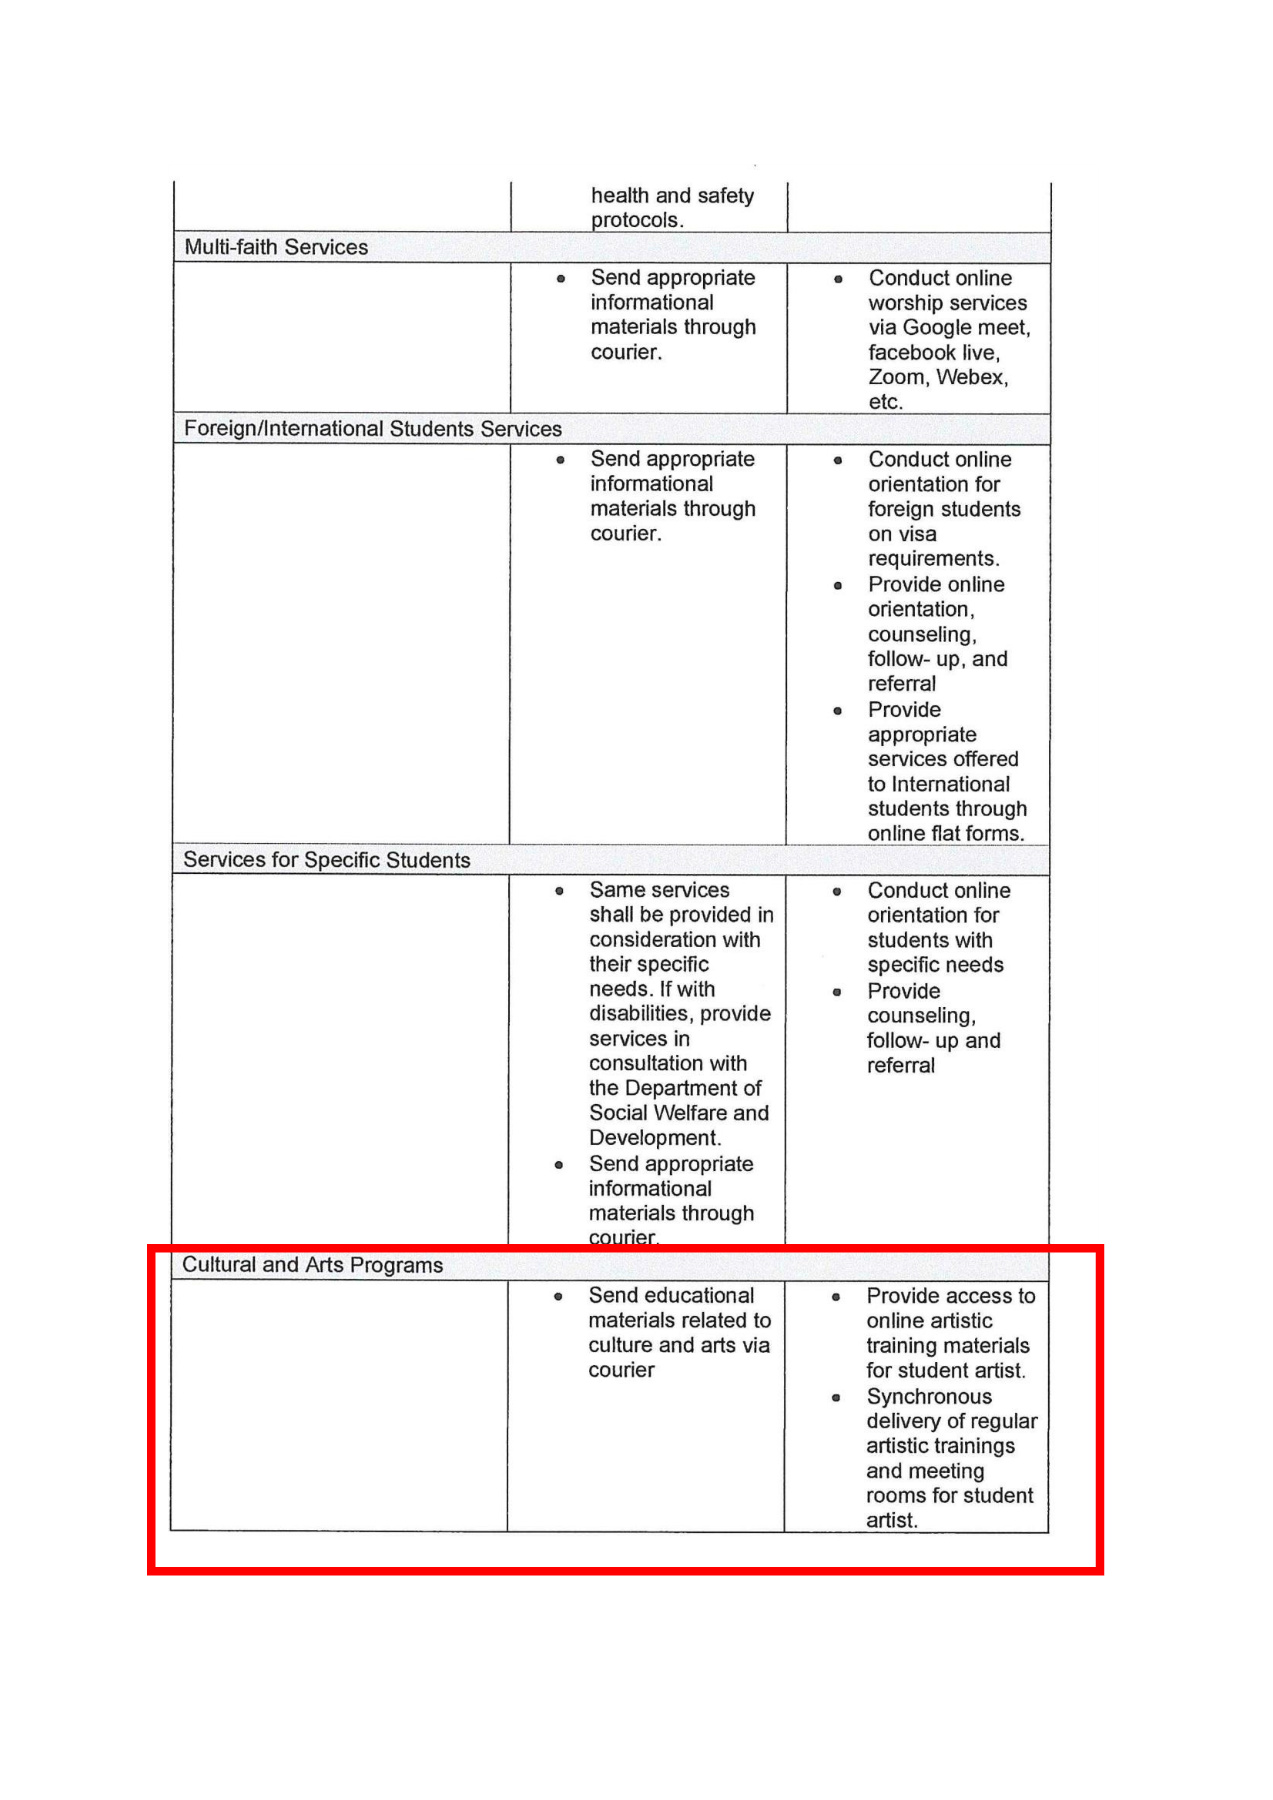 health and safety
protocols.
Multi-faith Services
• Send appropriate
informational
materials through
courier.
• Conduct online
worship services
via Google meet,
facebook live,
Zoom, Webex,
etc.
Foreign/International Students Services
• Send appropriate
informational
materials through
courier.
• Conduct online
orientation for
foreign students
on visa
requirements.
• Provide online
orientation,
counseling,
follow- up, and
referral
• Provide
appropriate
services offered
to International
students through
online flat forms.
Services for Specific Students
• Same services
shall be provided in
consideration with
their specific
needs. If with
disabilities, provide
services in
consultation with
the Department of
Social Welfare and
Development.
• Send appropriate
informational
materials through
courier.
• Conduct online
orientation for
students with
specific needs
• Provide
counseling,
follow- up and
referral
Cultural and Arts Programs
• Send educational
materials related to
culture and arts via
courier
• Provide access to
online artistic
training materials
for student artist.
• Synchronous
delivery of regular
artistic trainings
and meeting
rooms for student
artist.